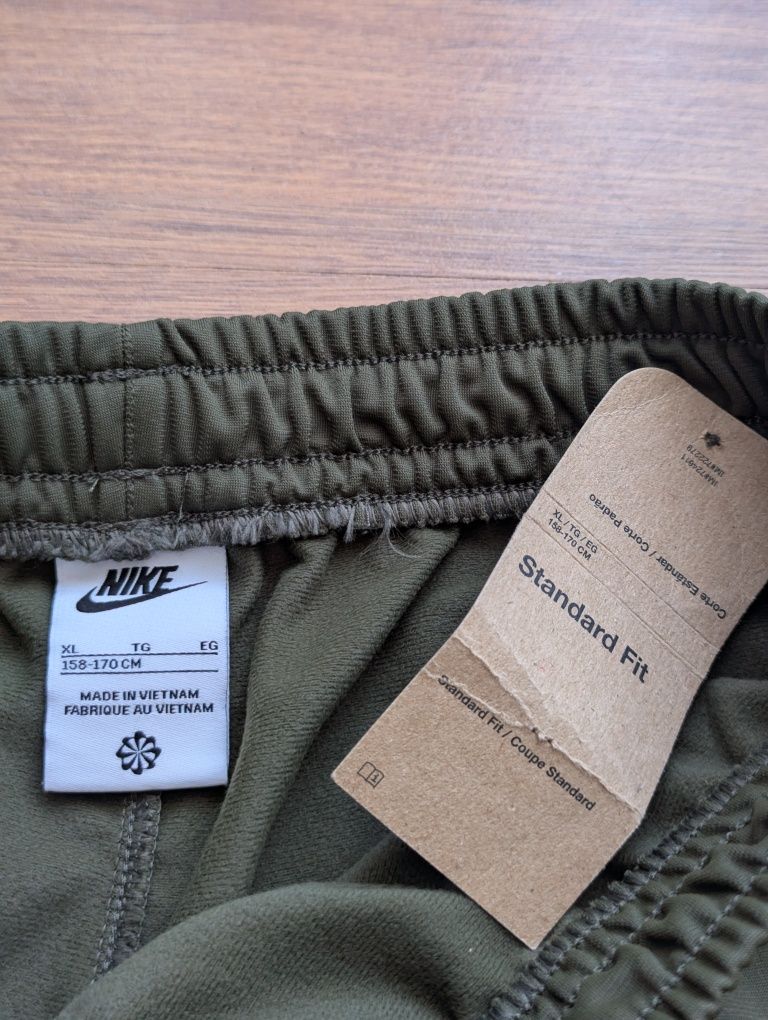 NIKE
XL TG EG
158-170 CM
MADE IN VIETNAM
FABRIQUE AU VIETNAM
XL / TG / EG
158-170 CM
Corte Estándar / Corte Padrão
Standard Fit
Standard Fit / Coupe Standard
1